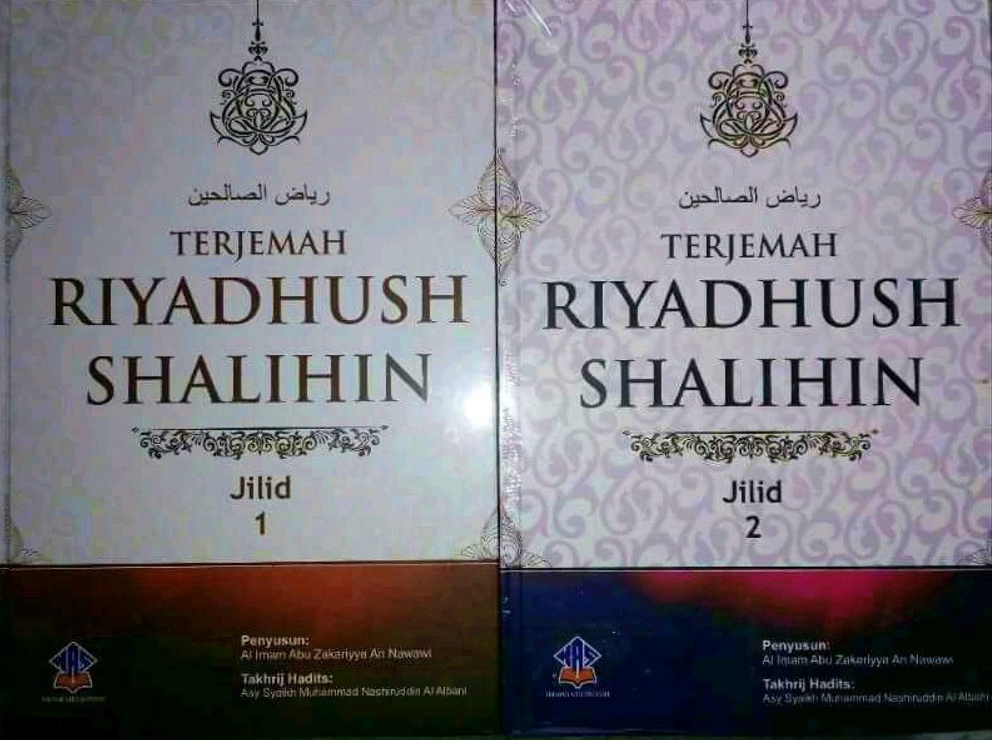 رياض الصالحين
TERJEMAH
RIYADHUSH
SHALIHIN
Jilid
1
Penyusun:
Al Imam Abu Zakariyya An Nawawi
Takhrij Hadits:
Asy Syaikh Muhammad Nashiruddin Al Albani
رياض الصالحين
TERJEMAH
RIYADHUSH
SHALIHIN
Jilid
2
Penyusun:
Al Imam Abu Zakariyya An Nawawi
Takhrij Hadits:
Asy Syaikh Muhammad Nashiruddin Al Albani